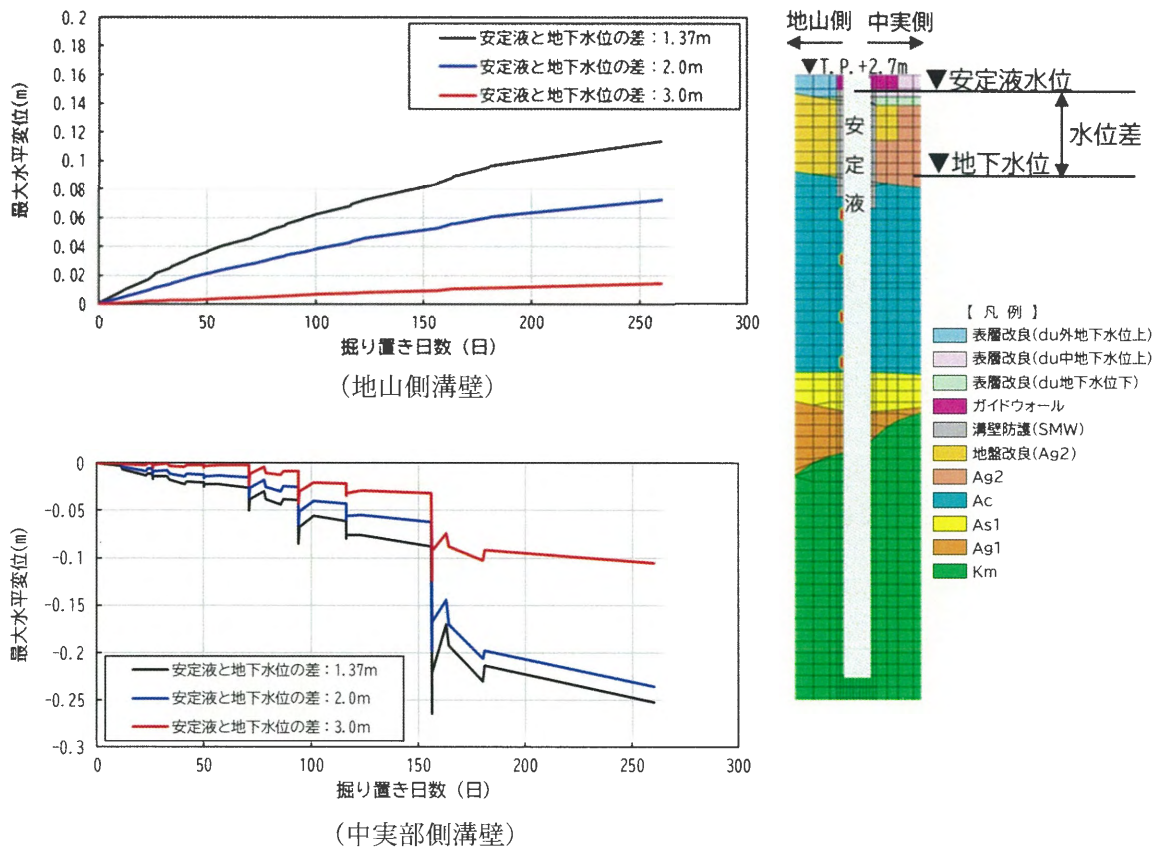 0.2
0.18
0.16
0.14
0.12
0.1
0.08
0.06
0.04
0.02
0
最大水平変位(m)
安定液と地下水位の差：1.37m
安定液と地下水位の差：2.0m
安定液と地下水位の差：3.0m
0
50
100
150
200
250
300
掘り置き日数（日）
（地山側溝壁）
0
-0.05
-0.1
-0.15
-0.2
-0.25
-0.3
最大水平変位(m)
安定液と地下水位の差：1.37m
安定液と地下水位の差：2.0m
安定液と地下水位の差：3.0m
0
50
100
150
200
250
300
掘り置き日数（日）
（中実部側溝壁）
地山側 中実側
▼T.P.+2.7m
▼安定液水位
安定液
水位差
▼地下水位
【 凡 例 】
表層改良(du外地下水位上)
表層改良(du中地下水位上)
表層改良(du地下水位下)
ガイドウォール
溝壁防護(SMW)
地盤改良(Ag2)
Ag2
Ac
As1
Ag1
Km